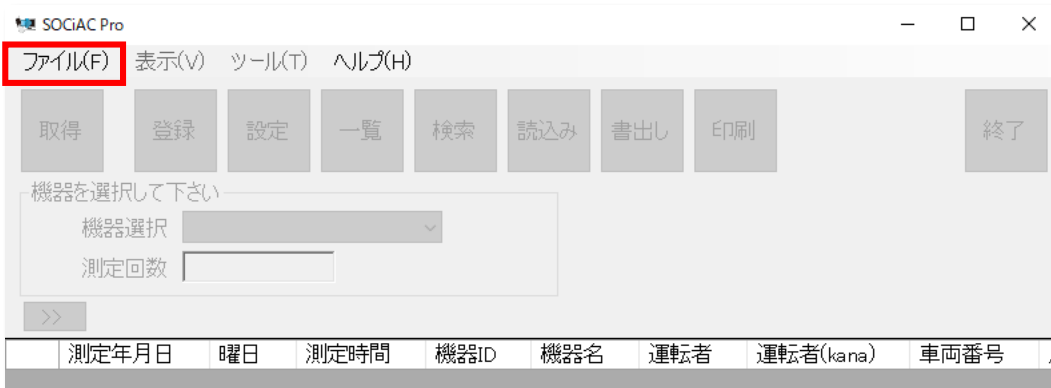 SOCiAC Pro
ファイル(F) 表示(V) ツール(T) ヘルプ(H)
取得 登録 設定 一覧 検索 読込み 書出し 印刷 終了
機器を選択して下さい
機器選択
測定回数
>>
測定年月日 曜日 測定時間 機器ID 機器名 運転者 運転者(kana) 車両番号